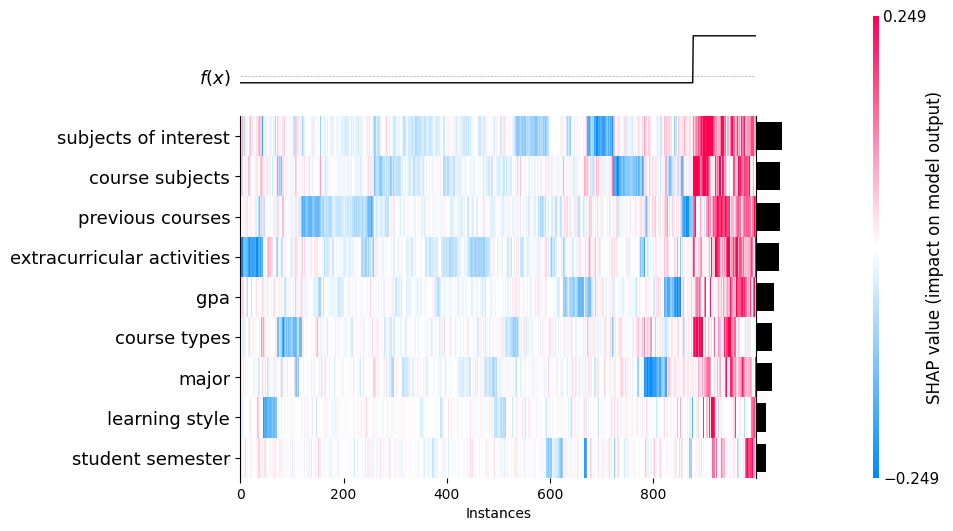 0.249
f(x)
subjects of interest
course subjects
previous courses
extracurricular activities
gpa
course types
major
learning style
student semester
0 200 400 600 800
Instances
SHAP value (impact on model output)
−0.249